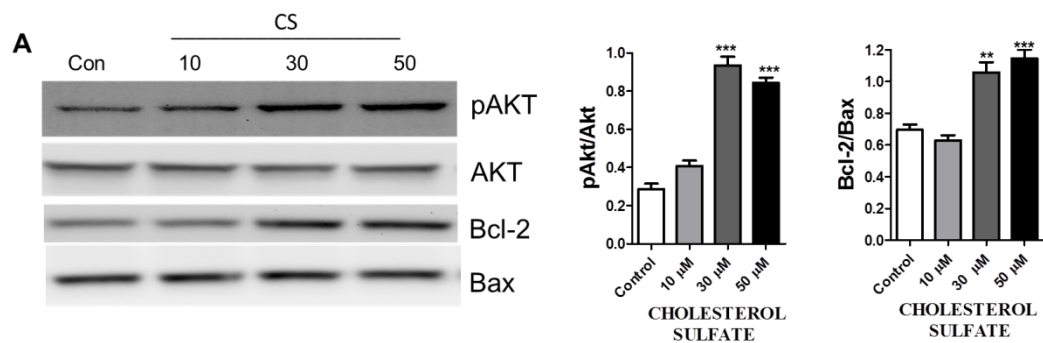 A
CS
Con 10 30 50
pAKT
AKT
Bcl-2
Bax
pAkt/Akt
1.0
0.8
0.6
0.4
0.2
0.0
***
***
Control
10 µM
30 µM
50 µM
CHOLESTEROL
SULFATE
Bcl-2/Bax
1.2
1.0
0.8
0.6
0.4
0.2
0.0
**
***
Control
10 µM
30 µM
50 µM
CHOLESTEROL
SULFATE